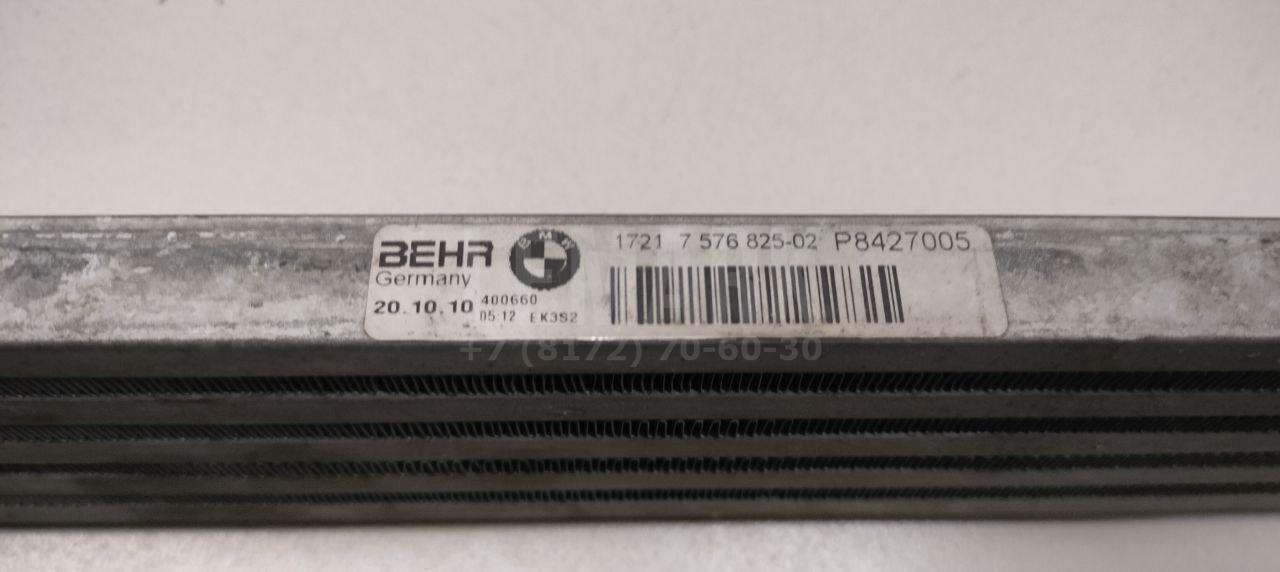 BEHR
Germany
20.10.10
400660
05:12 EK3S2
BMW
1721 7 576 825-02 P8427005
+7 (8172) 70-60-30